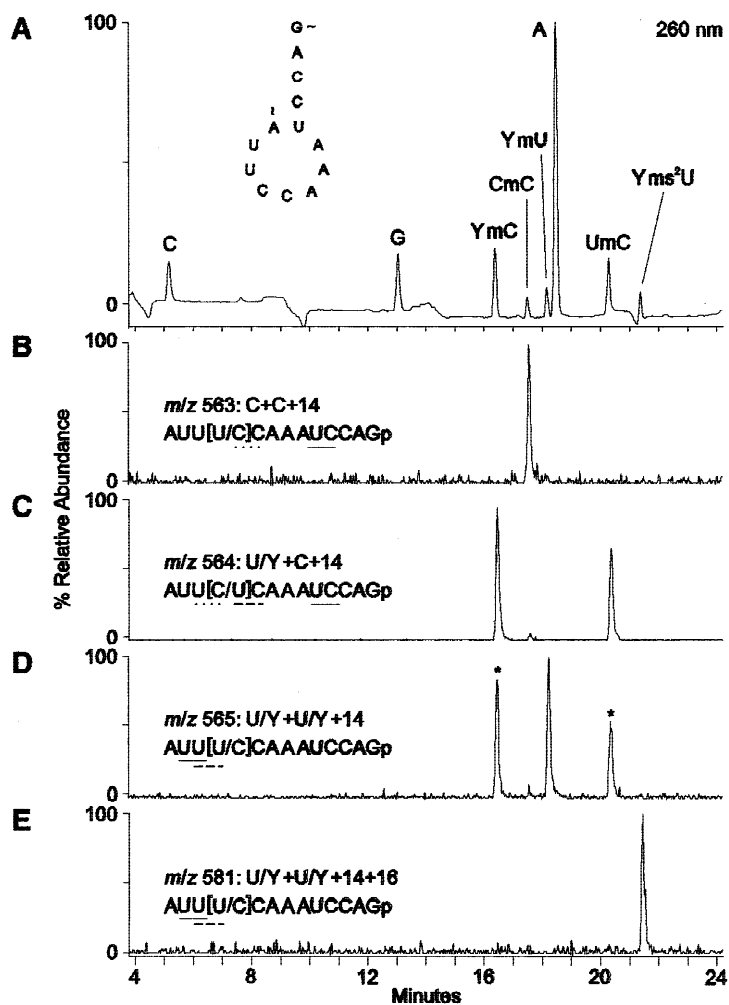 A
100
260 nm
G ~
A
C
C
U
~
A
U
U
C
C
A
A
A
C
G
YmC
CmC
YmU
A
UmC
Yms²U
0
B
100
m/z 563: C+C+14
AUU[U/C]CAAAUCCAGp
0
C
100
m/z 564: U/Y +C+14
AUU[C/U]CAAAUCCAGp
0
D
100
m/z 565: U/Y +U/Y +14
AUU[U/C]CAAAUCCAGp
* *
0
E
100
m/z 581: U/Y +U/Y +14+16
AUU[U/C]CAAAUCCAGp
0
% Relative Abundance
4 8 12 16 20 24
Minutes